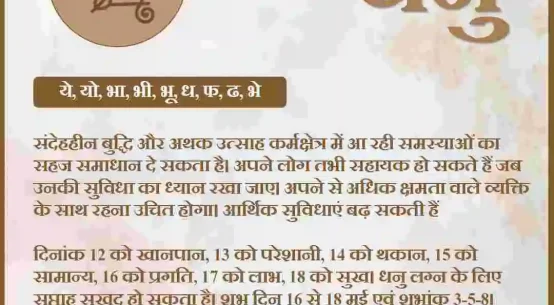 धनु
ये, यो, भा, भी, भू, ध, फ, ढ, भे
संदेहहीन बुद्धि और अथक उत्साह कर्मक्षेत्र में आ रही समस्याओं का
सहज समाधान दे सकता है। अपने लोग तभी सहायक हो सकते हैं जब
उनकी सुविधा का ध्यान रखा जाए। अपने से अधिक क्षमता वाले व्यक्ति
के साथ रहना उचित होगा। आर्थिक सुविधाएं बढ़ सकती हैं
दिनांक 12 को खानपान, 13 को परेशानी, 14 को थकान, 15 को
सामान्य, 16 को प्रगति, 17 को लाभ, 18 को सुख। धनु लग्न के लिए
सप्ताह सुखद हो सकता है। शुभ दिन 16 से 18 मई एवं शुभांक 3-5-8।